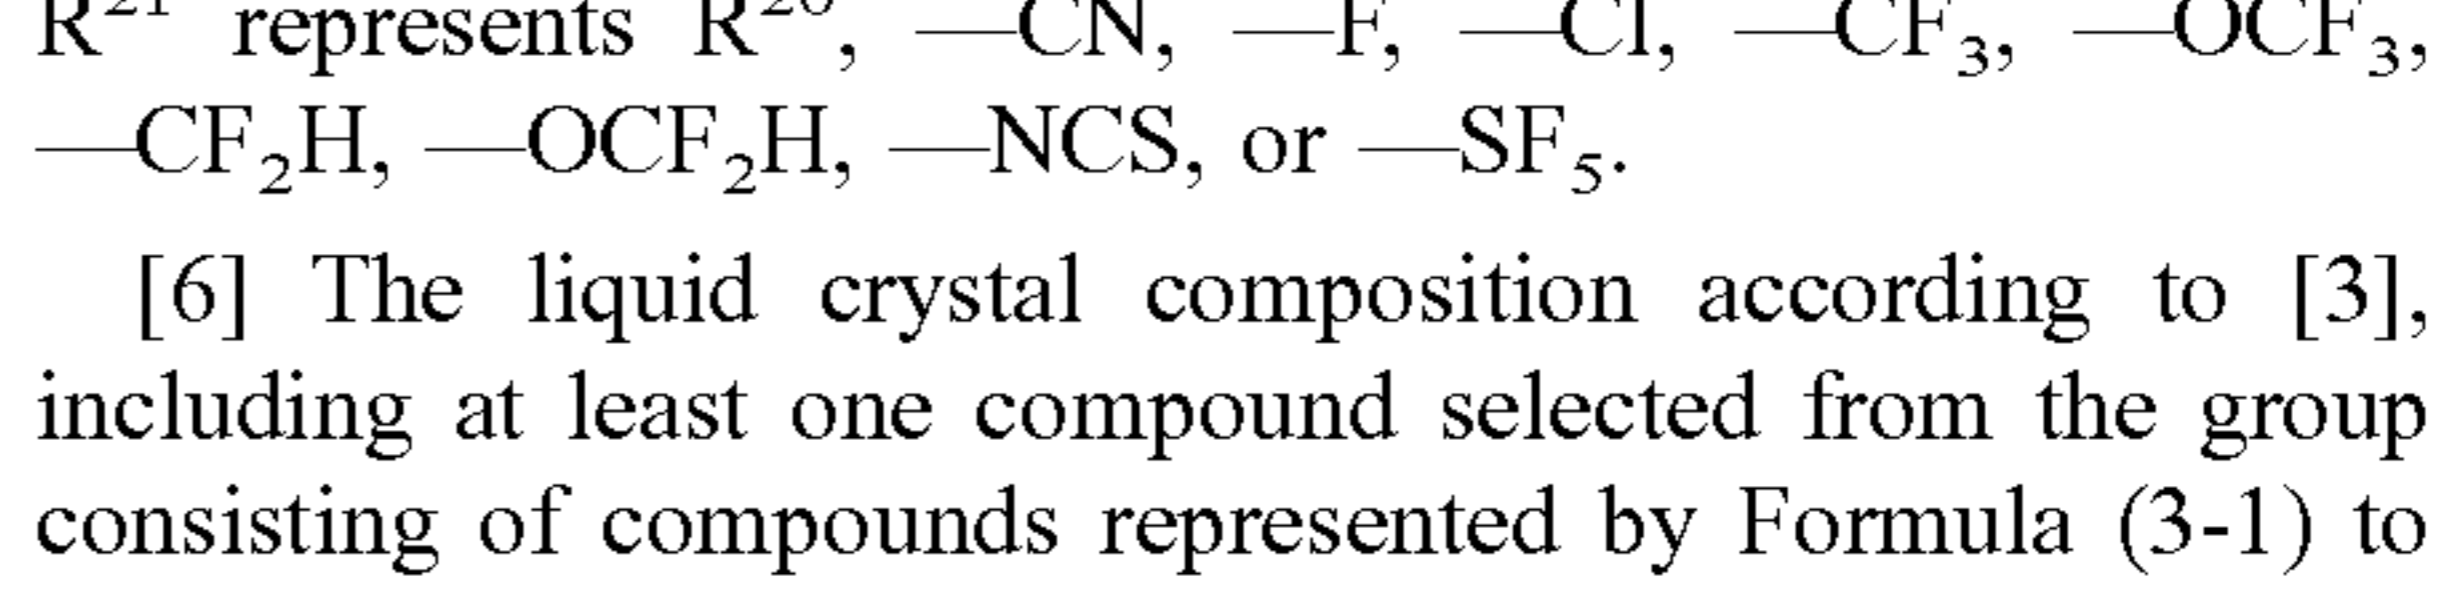 R²¹ represents R²⁰, —CN, —F, —Cl, —CF₃, —OCF₃,
—CF₂H, —OCF₂H, —NCS, or —SF₅.
[6] The liquid crystal composition according to [3],
including at least one compound selected from the group
consisting of compounds represented by Formula (3-1) to